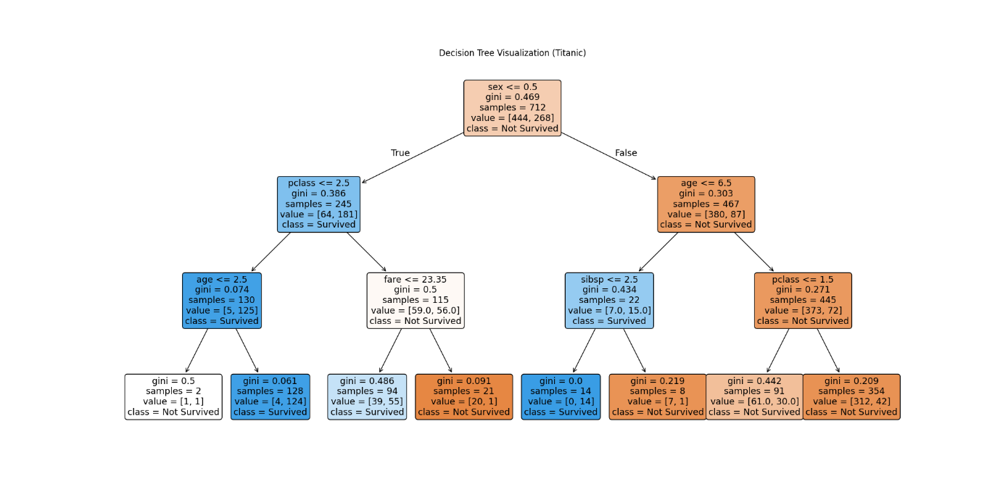 Decision Tree Visualization (Titanic)
sex <= 0.5
gini = 0.469
samples = 712
value = [444, 268]
class = Not Survived
True
False
pclass <= 2.5
gini = 0.386
samples = 245
value = [64, 181]
class = Survived
age <= 6.5
gini = 0.303
samples = 467
value = [380, 87]
class = Not Survived
age <= 2.5
gini = 0.074
samples = 130
value = [5, 125]
class = Survived
fare <= 23.35
gini = 0.5
samples = 115
value = [59.0, 56.0]
class = Not Survived
sibsp <= 2.5
gini = 0.434
samples = 22
value = [7.0, 15.0]
class = Survived
pclass <= 1.5
gini = 0.271
samples = 445
value = [373, 72]
class = Not Survived
gini = 0.5
samples = 2
value = [1, 1]
class = Not Survived
gini = 0.061
samples = 128
value = [4, 124]
class = Survived
gini = 0.486
samples = 94
value = [39, 55]
class = Survived
gini = 0.091
samples = 21
value = [20, 1]
class = Not Survived
gini = 0.0
samples = 14
value = [0, 14]
class = Survived
gini = 0.219
samples = 8
value = [7, 1]
class = Not Survived
gini = 0.442
samples = 91
value = [61.0, 30.0]
class = Not Survived
gini = 0.209
samples = 354
value = [312, 42]
class = Not Survived